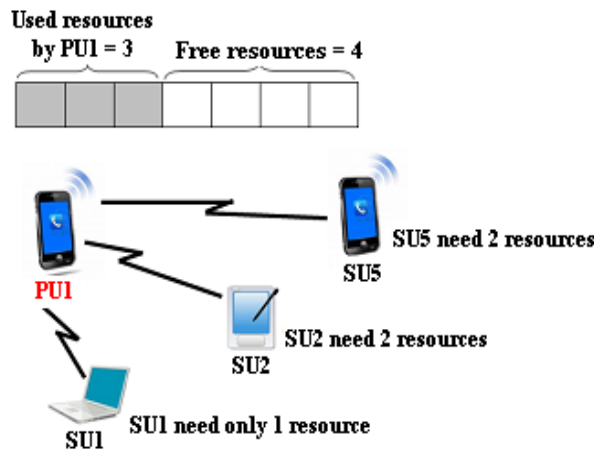 Used resources
by PU1 = 3
Free resources = 4
SU5 need 2 resources
SU5
PU1
SU2 need 2 resources
SU2
SU1 need only 1 resource
SU1